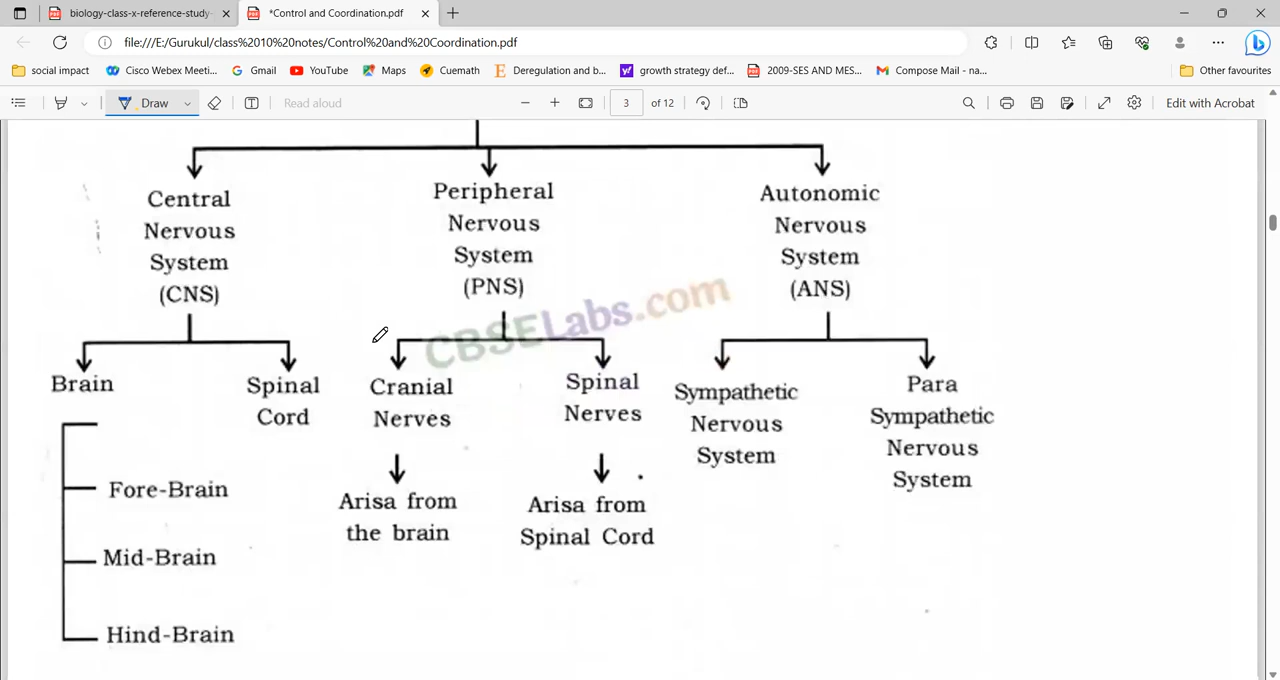 biology-class-x-reference-study-
*Control and Coordination.pdf
file:///E:/Gurukul/class%2010%20notes/Control%20and%20Coordination.pdf
social impact
Cisco Webex Meeti...
Gmail
YouTube
Maps
Cuemath
Deregulation and b...
growth strategy def...
2009-SES AND MES...
Compose Mail - na...
Other favourites
Draw
Read aloud
3
of 12
Edit with Acrobat
Central
Nervous
System
(CNS)
Peripheral
Nervous
System
(PNS)
Autonomic
Nervous
System
(ANS)
CBSELabs.com
Brain
Spinal
Cord
Cranial
Nerves
Spinal
Nerves
Sympathetic
Nervous
System
Para
Sympathetic
Nervous
System
Arisa from
the brain
Arisa from
Spinal Cord
Fore-Brain
Mid-Brain
Hind-Brain